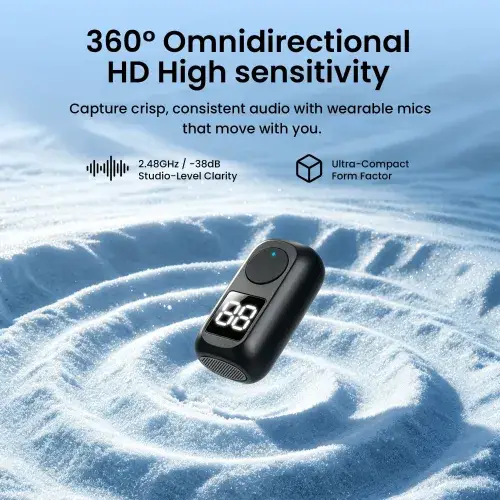 360° Omnidirectional
HD High sensitivity
Capture crisp, consistent audio with wearable mics
that move with you.
2.48GHz / -38dB
Studio-Level Clarity
Ultra-Compact
Form Factor
88